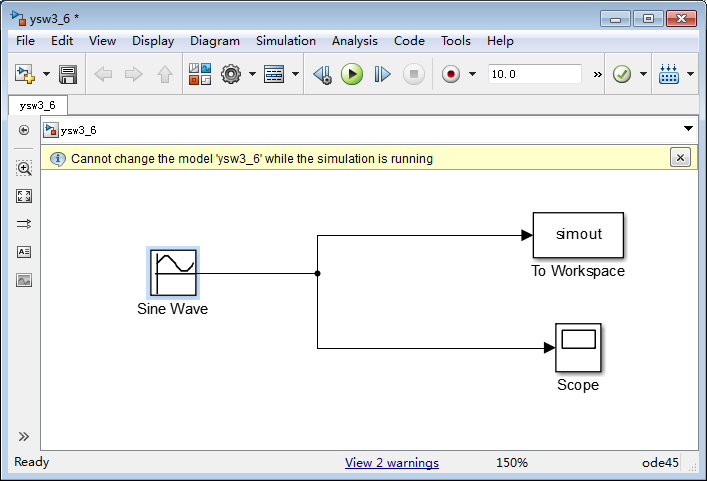 ysw3_6 *
File Edit View Display Diagram Simulation Analysis Code Tools Help
10.0 »
ysw3_6
ysw3_6
Cannot change the model 'ysw3_6' while the simulation is running
simout
To Workspace
Sine Wave
Scope
Ready View 2 warnings 150% ode45